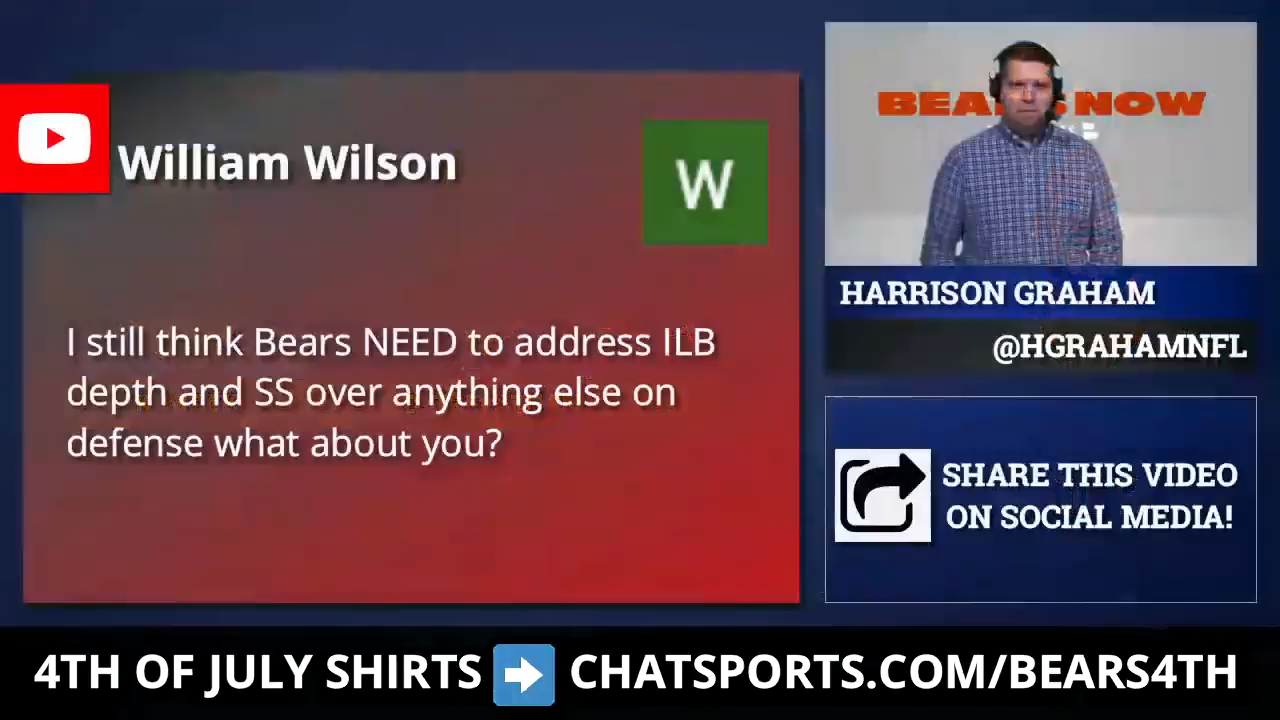 William Wilson
W
I still think Bears NEED to address ILB
depth and SS over anything else on
defense what about you?
NOW
HARRISON GRAHAM
@HGRAHAMNFL
SHARE THIS VIDEO
ON SOCIAL MEDIA!
4TH OF JULY SHIRTS ➡ CHATSPORTS.COM/BEARS4TH